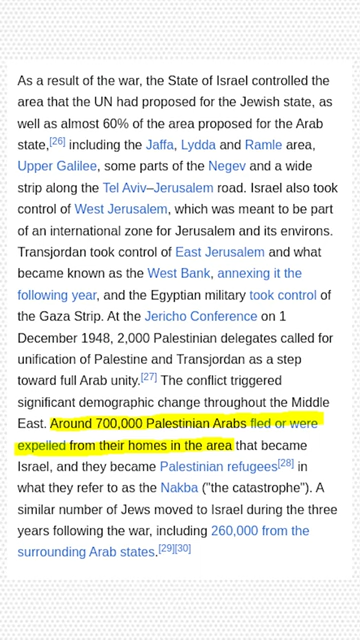 As a result of the war, the State of Israel controlled the
area that the UN had proposed for the Jewish state, as
well as almost 60% of the area proposed for the Arab
state,[26] including the Jaffa, Lydda and Ramle area,
Upper Galilee, some parts of the Negev and a wide
strip along the Tel Aviv–Jerusalem road. Israel also took
control of West Jerusalem, which was meant to be part
of an international zone for Jerusalem and its environs.
Transjordan took control of East Jerusalem and what
became known as the West Bank, annexing it the
following year, and the Egyptian military took control of
the Gaza Strip. At the Jericho Conference on 1
December 1948, 2,000 Palestinian delegates called for
unification of Palestine and Transjordan as a step
toward full Arab unity.[27] The conflict triggered
significant demographic change throughout the Middle
East. Around 700,000 Palestinian Arabs fled or were
expelled from their homes in the area that became
Israel, and they became Palestinian refugees[28] in
what they refer to as the Nakba ("the catastrophe"). A
similar number of Jews moved to Israel during the three
years following the war, including 260,000 from the
surrounding Arab states.[29][30]